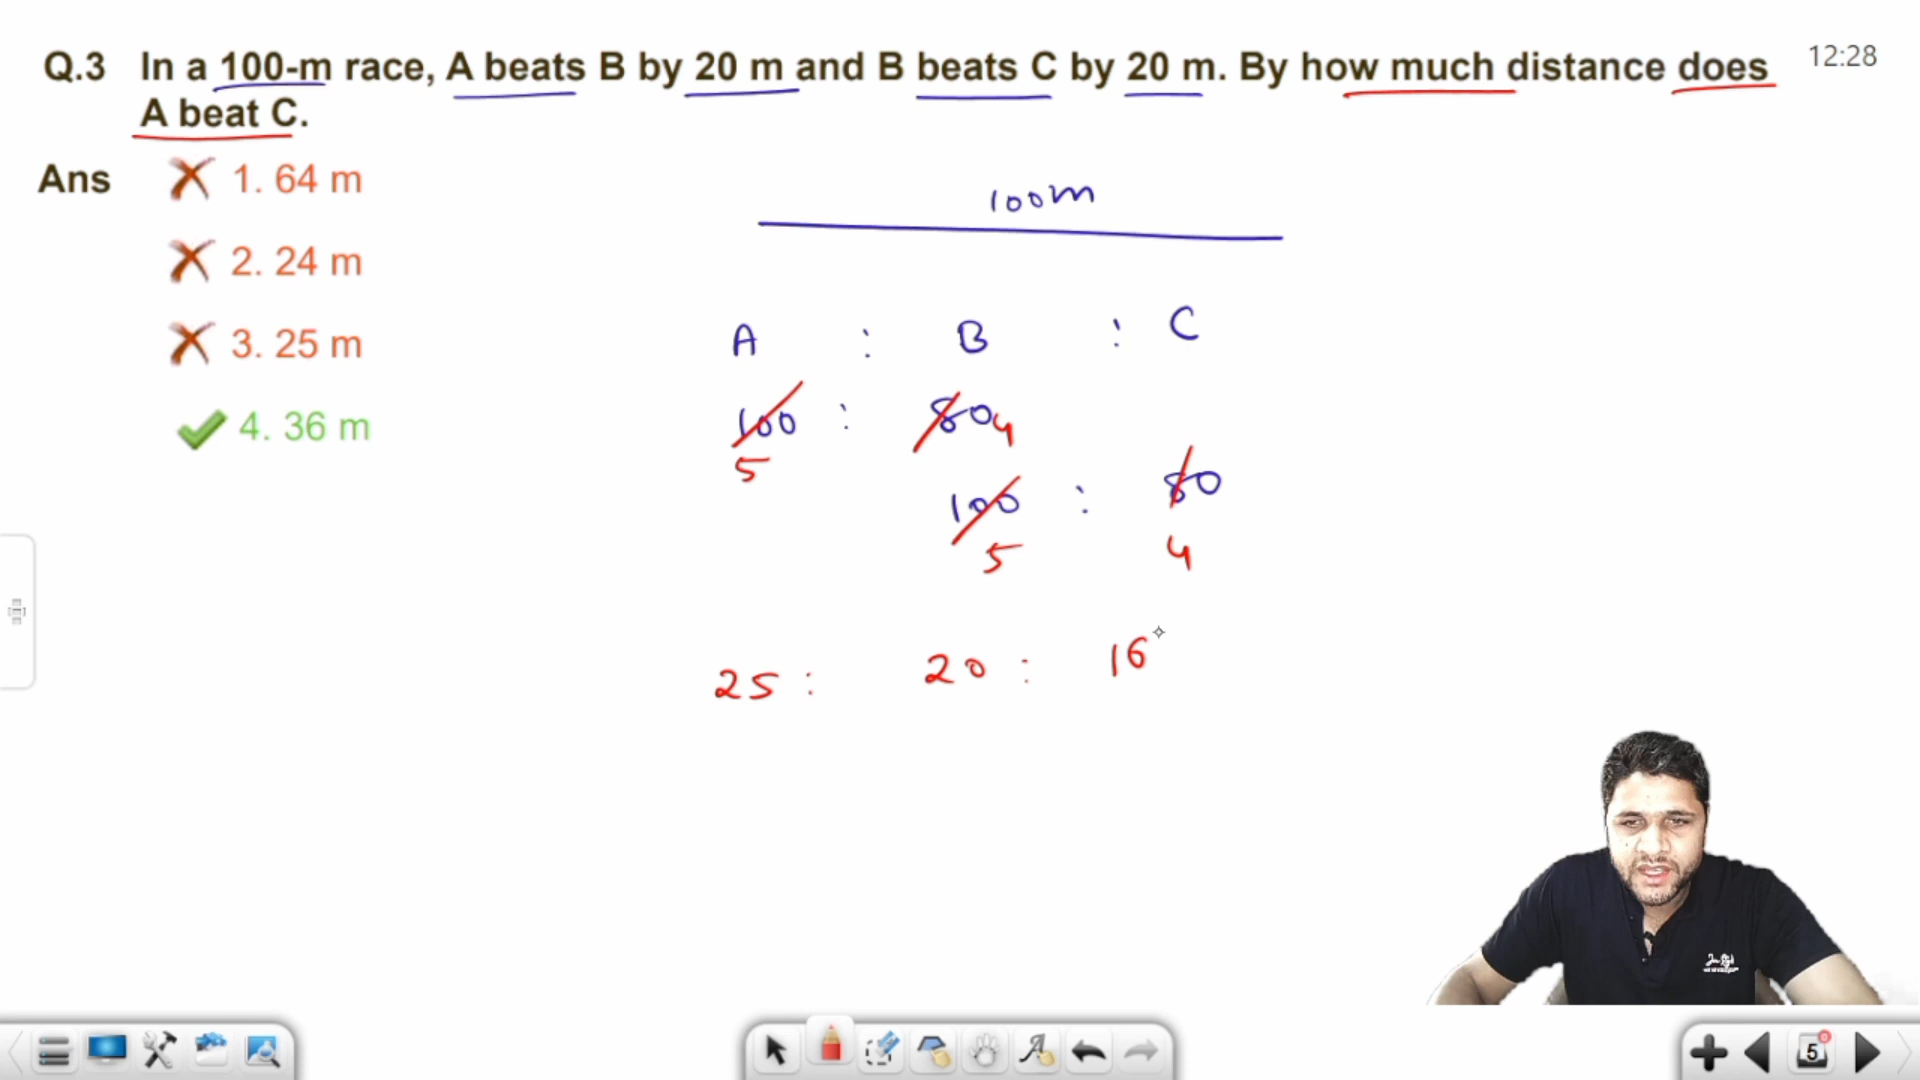 Q.3 In a 100-m race, A beats B by 20 m and B beats C by 20 m. By how much distance does
A beat C.
12:28
Ans
1. 64 m
2. 24 m
3. 25 m
4. 36 m
100m
A : B : C
100 : 80 4
5
100 : 80
5 4
25 : 20 : 16
5
0